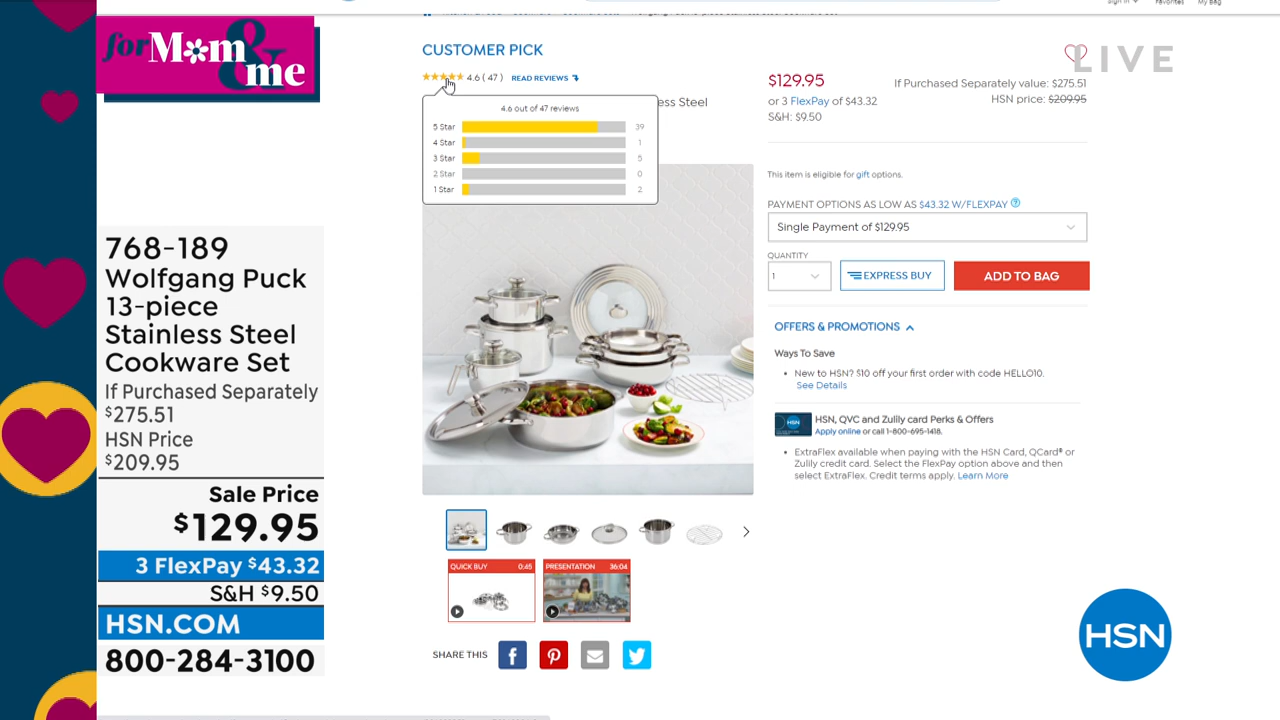 Sign in
Favorites
My Bag
for Mom
& me
CUSTOMER PICK
4.6 (47) READ REVIEWS
4.6 out of 47 reviews
5 Star 39
4 Star 1
3 Star 5
2 Star 0
1 Star 2
Steel
LIVE
$129.95
or 3 FlexPay of $43.32
S&H: $9.50
If Purchased Separately value: $275.51
HSN price: $209.95
This item is eligible for gift options.
PAYMENT OPTIONS AS LOW AS $43.32 W/FLEXPAY ?
Single Payment of $129.95
QUANTITY
1
EXPRESS BUY
ADD TO BAG
OFFERS & PROMOTIONS
Ways To Save
• New to HSN? $10 off your first order with code HELLO10.
See Details
HSN
HSN, QVC and Zulily card Perks & Offers
Apply online or call 1-800-695-1418.
• ExtraFlex available when paying with the HSN Card, QCard® or
Zulily credit card. Select the FlexPay option above and then
select ExtraFlex. Credit terms apply. Learn More
768-189
Wolfgang Puck
13-piece
Stainless Steel
Cookware Set
If Purchased Separately
$275.51
HSN Price
$209.95
Sale Price
$129.95
3 FlexPay $43.32
S&H $9.50
HSN.COM
800-284-3100
QUICK BUY 0:45
PRESENTATION 36:04
SHARE THIS
HSN